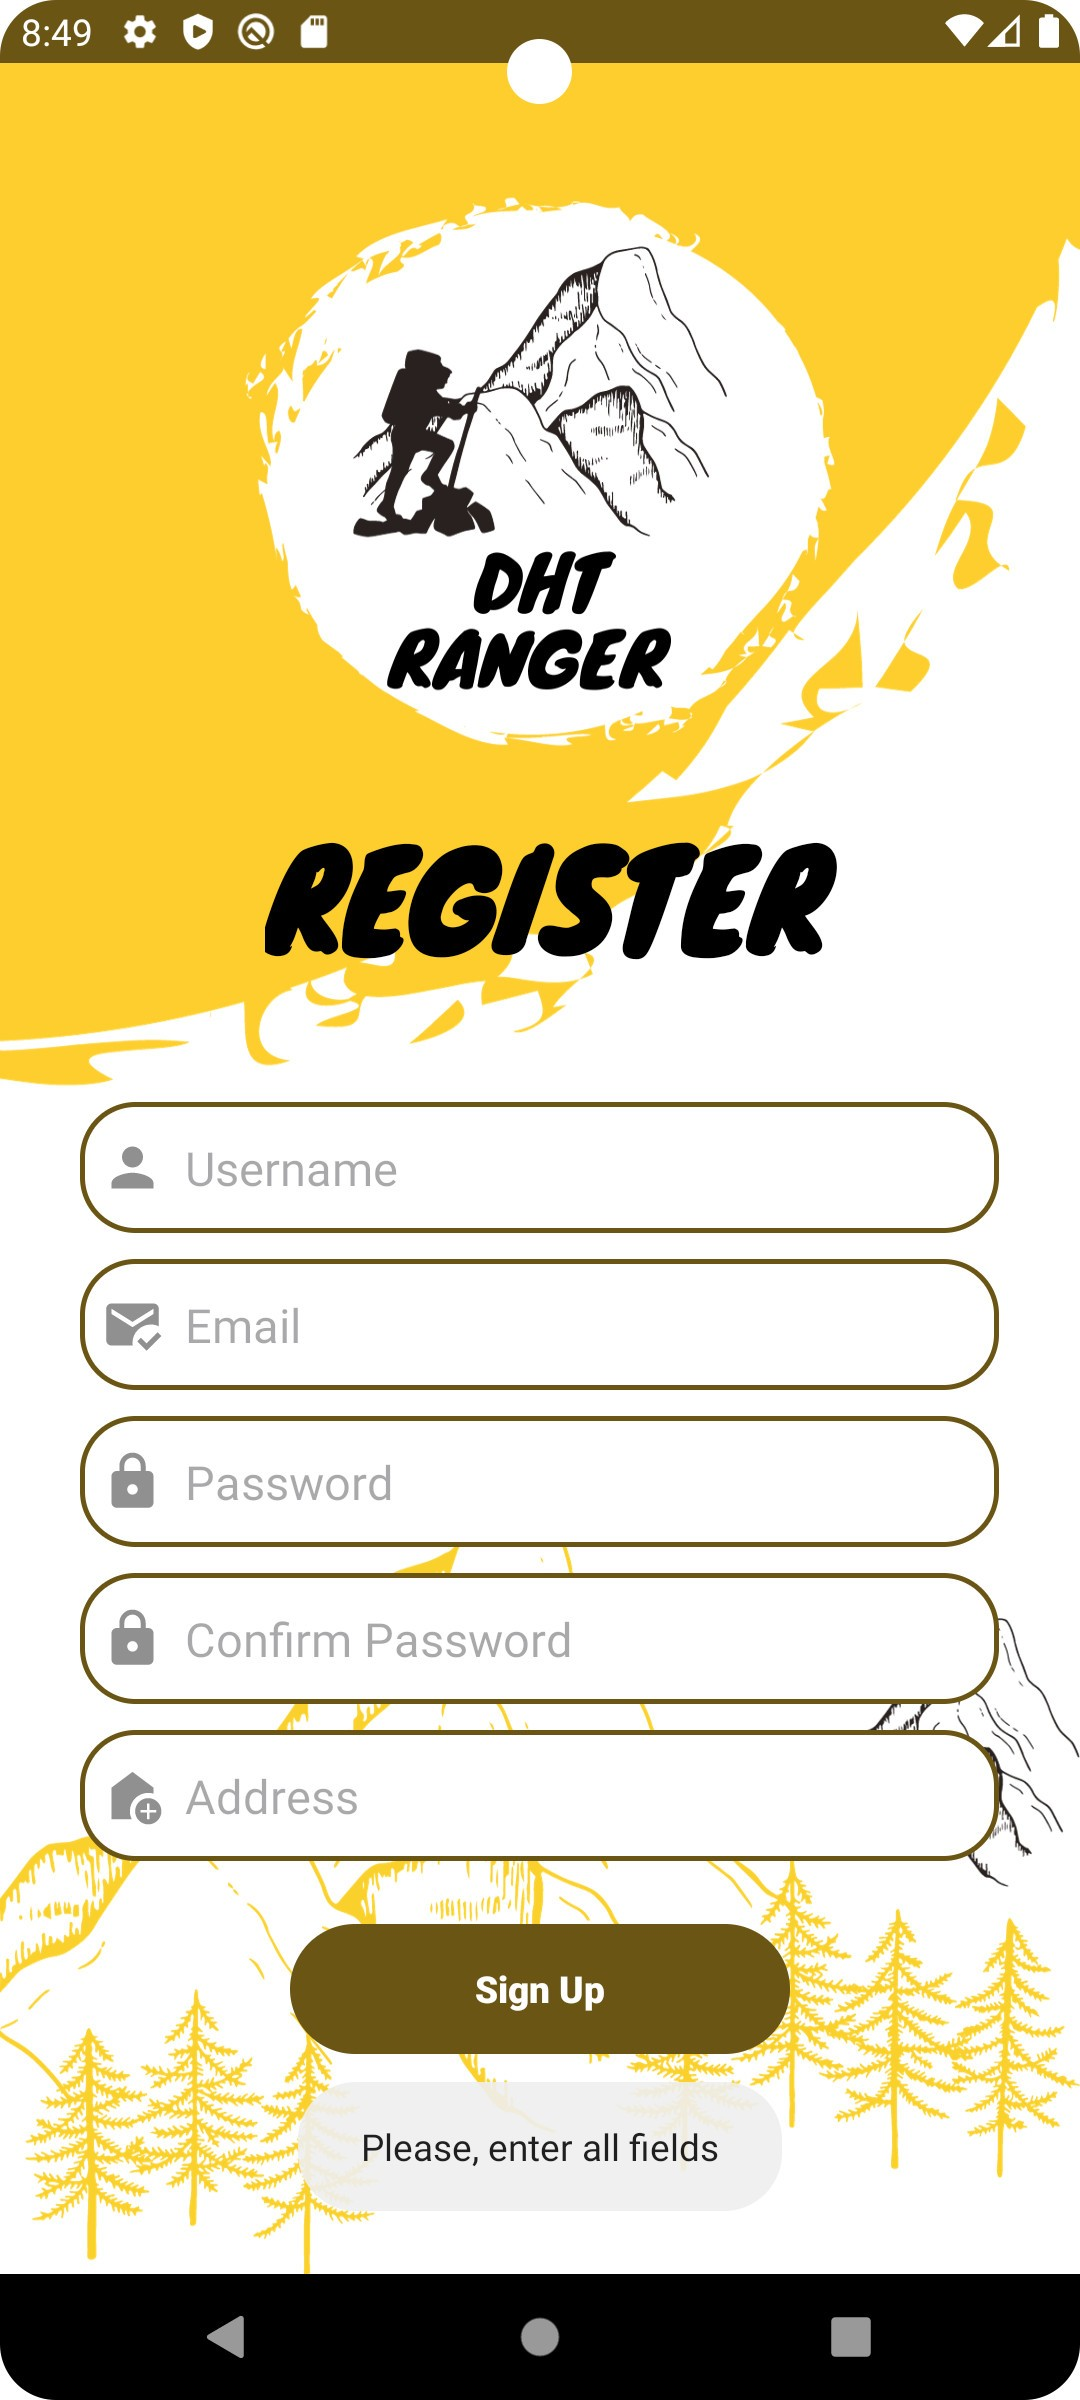 8:49
DHT
RANGER
REGISTER
Username
Email
Password
Confirm Password
Address
Sign Up
Please, enter all fields